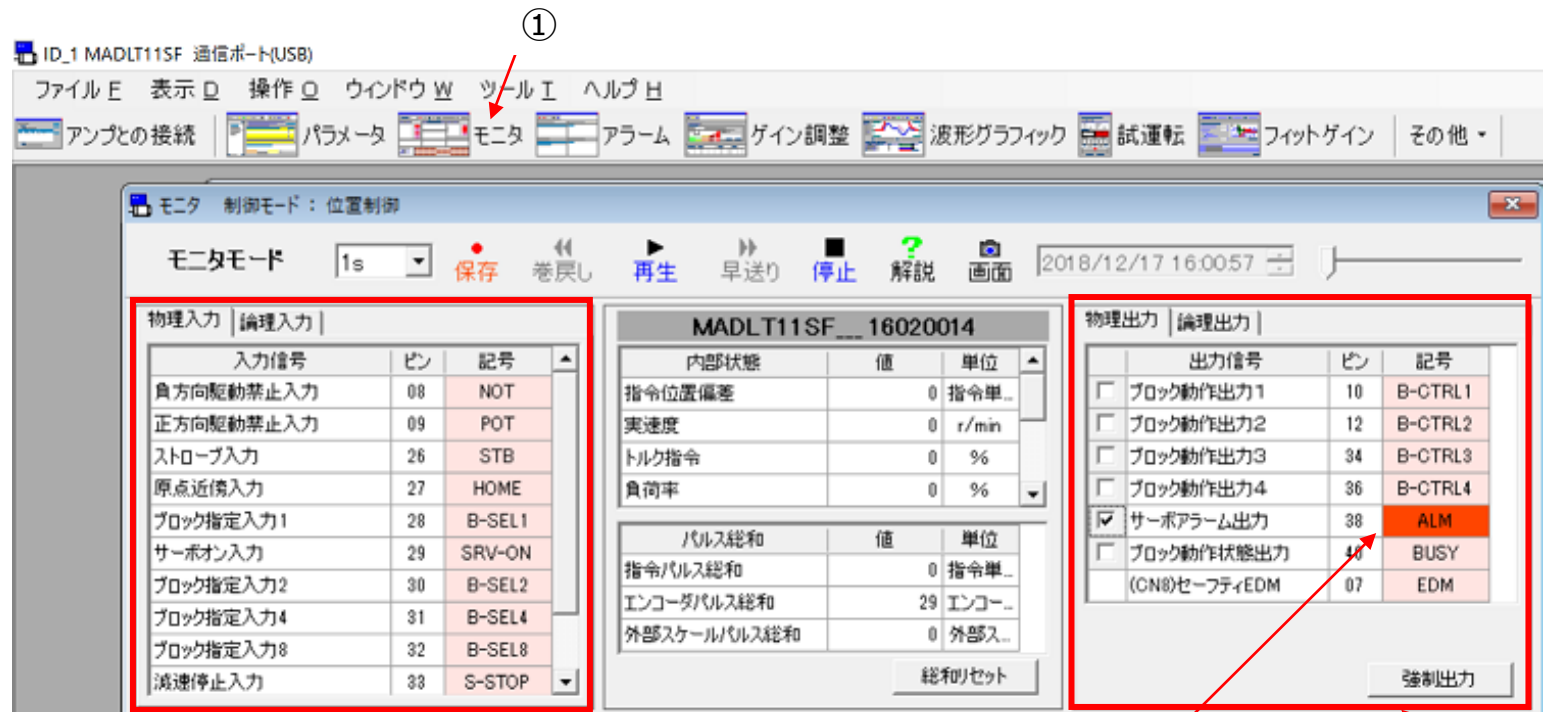 ①
ID_1 MADLT11SF 通信ポート(USB)
ファイル F 表示 D 操作 O ウィンドウ W ツール T ヘルプ H
アンプとの接続 パラメータ モニタ アラーム ゲイン調整 波形グラフィック 試運転 フィットゲイン その他
モニタ 制御モード : 位置制御
モニタモード 1s 保存 巻戻し 再生 早送り 停止 解説 画面 2018/12/17 16:00:57
物理入力 論理入力
入力信号 ピン 記号
負方向駆動禁止入力 08 NOT
正方向駆動禁止入力 09 POT
ストローブ入力 26 STB
原点近傍入力 27 HOME
ブロック指定入力1 28 B-SEL1
サーボオン入力 29 SRV-ON
ブロック指定入力2 30 B-SEL2
ブロック指定入力4 31 B-SEL4
ブロック指定入力8 32 B-SEL8
減速停止入力 33 S-STOP
MADLT11SF___16020014
内部状態 値 単位
指令位置偏差 0 指令単...
実速度 0 r/min
トルク指令 0 %
負荷率 0 %
パルス総和 値 単位
指令パルス総和 0 指令単...
エンコーダパルス総和 29 エンコー...
外部スケールパルス総和 0 外部ス...
総和リセット
物理出力 論理出力
出力信号 ピン 記号
ブロック動作出力1 10 B-CTRL1
ブロック動作出力2 12 B-CTRL2
ブロック動作出力3 34 B-CTRL3
ブロック動作出力4 36 B-CTRL4
サーボアラーム出力 38 ALM
ブロック動作状態出力 40 BUSY
(CN8)セーフティEDM 07 EDM
強制出力